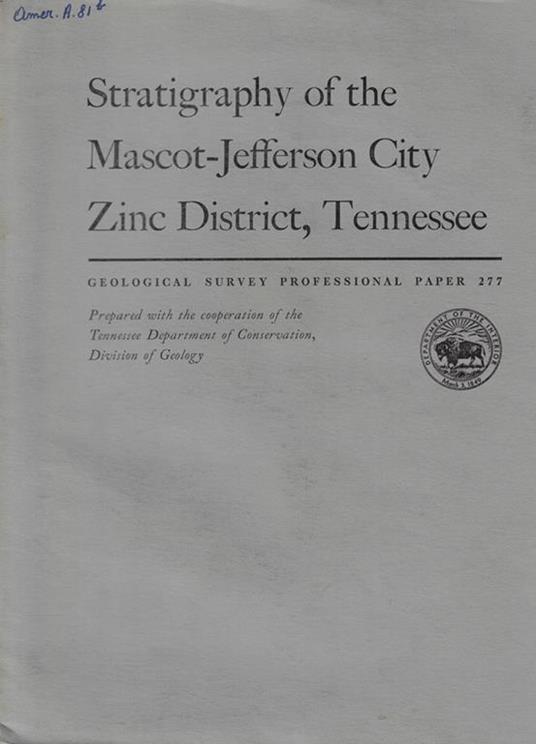 Amer. A. 81 b
Stratigraphy of the
Mascot-Jefferson City
Zinc District, Tennessee
GEOLOGICAL SURVEY PROFESSIONAL PAPER 277
Prepared with the cooperation of the
Tennessee Department of Conservation,
Division of Geology
DEPARTMENT OF THE INTERIOR
March 3, 1849